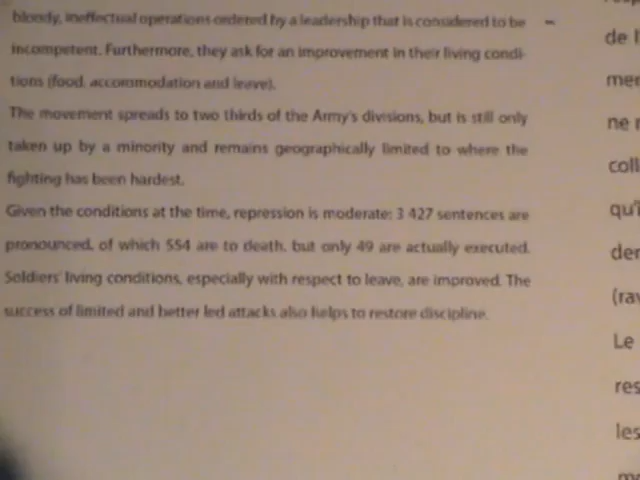 bloody, ineffectual operations ordered by a leadership that is considered to be
incompetent. Furthermore, they ask for an improvement in their living condi-
tions (food, accommodation and leave).
The movement spreads to two thirds of the Army's divisions, but is still only
taken up by a minority and remains geographically limited to where the
fighting has been hardest.
Given the conditions at the time, repression is moderate: 3 427 sentences are
pronounced, of which 554 are to death, but only 49 are actually executed.
Soldiers' living conditions, especially with respect to leave, are improved. The
success of limited and better led attacks also helps to restore discipline.
de l'
mer
ne
coll
qu'i
der
(rav
Le
res
les